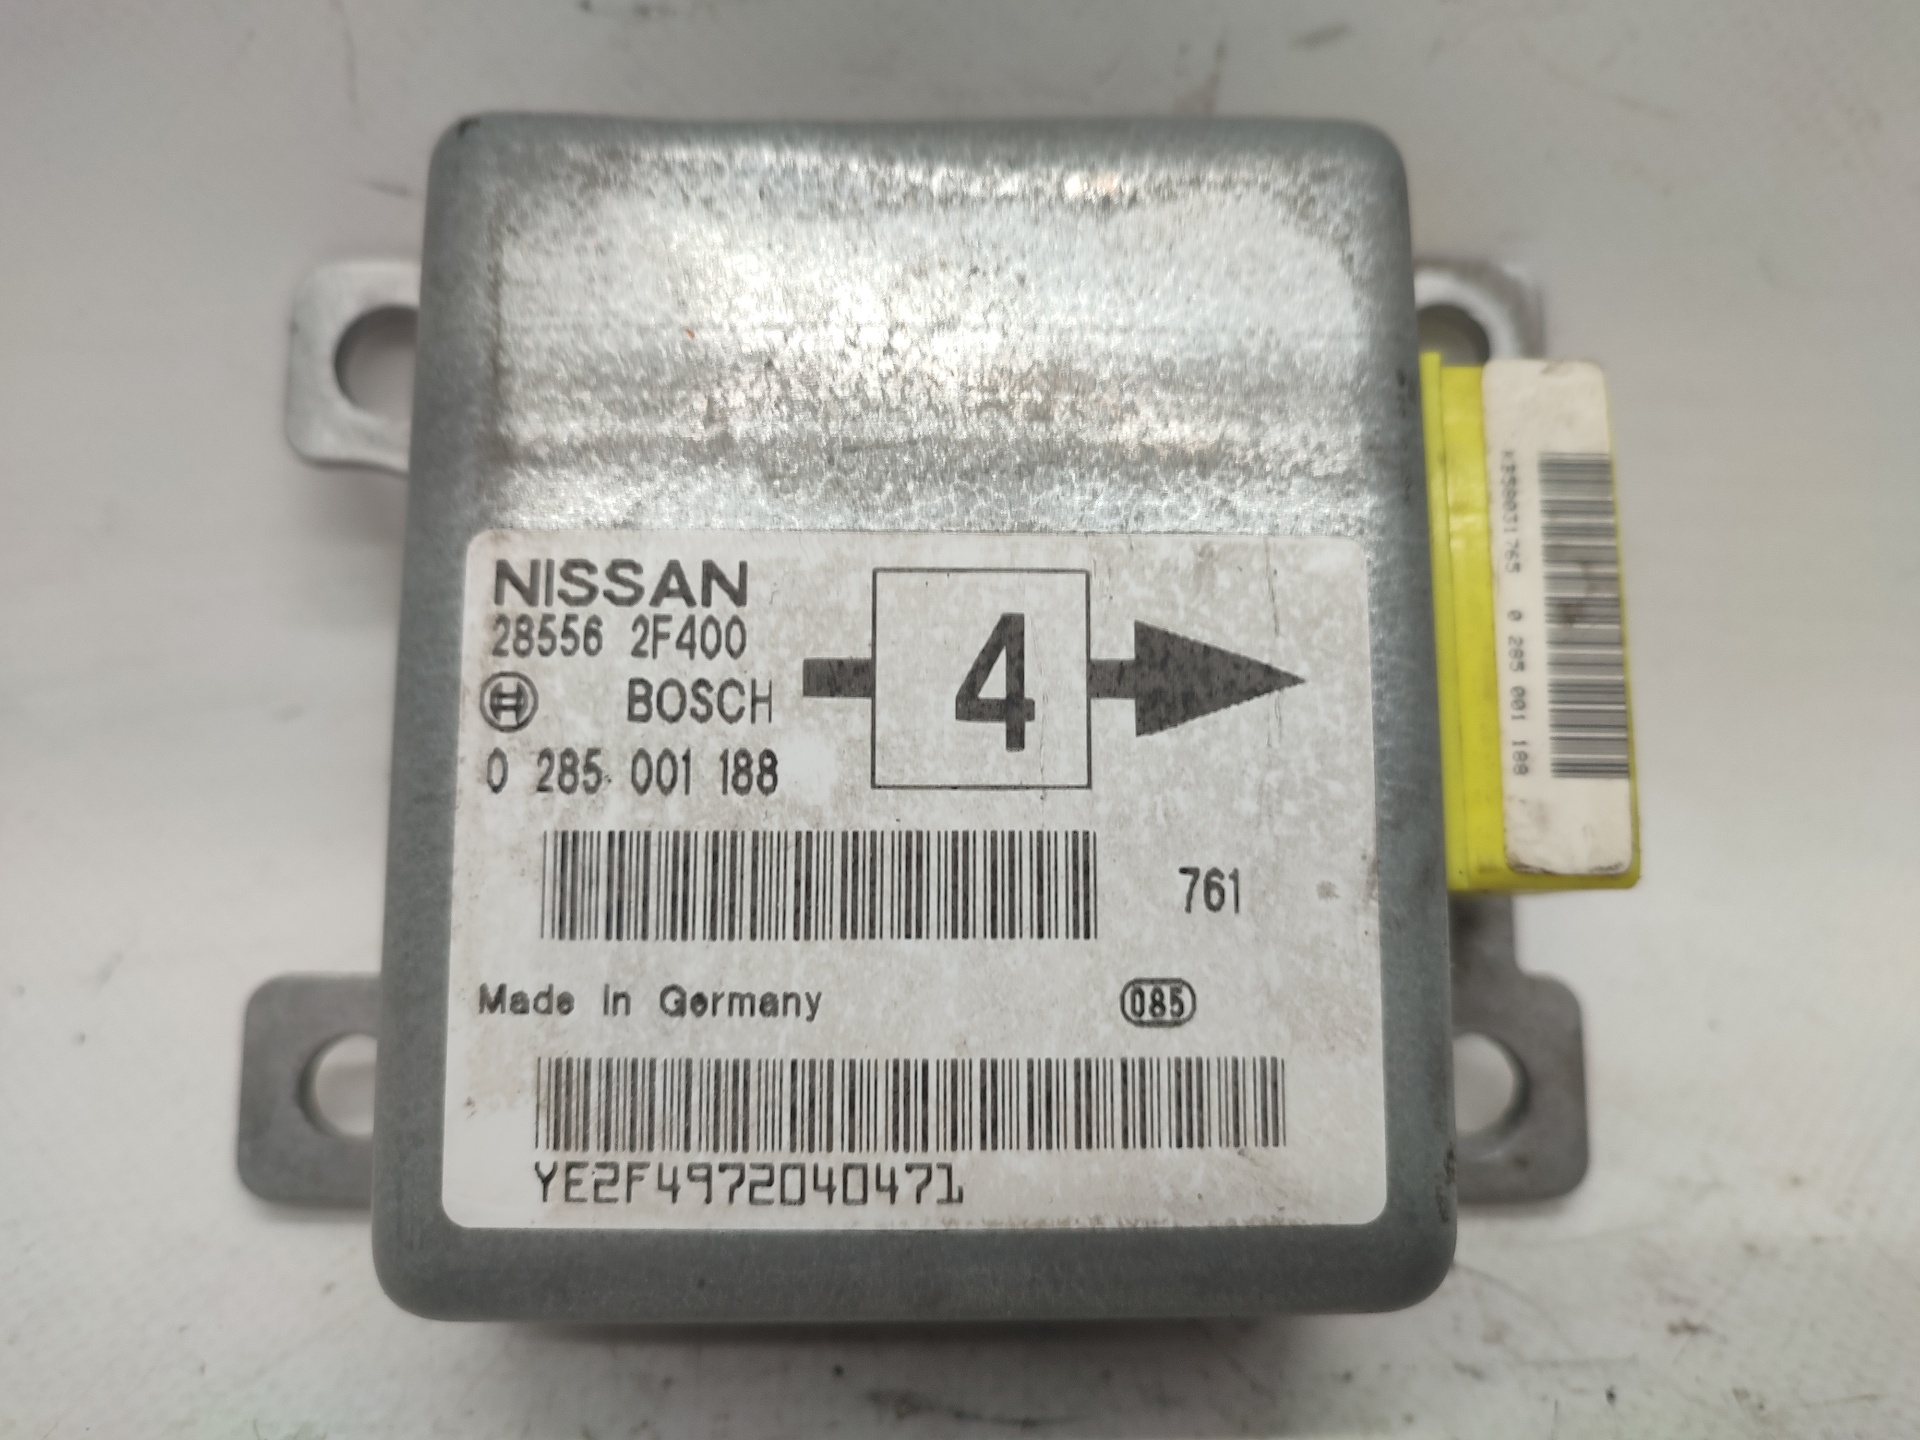 NISSAN
28556 2F400
BOSCH
0 285 001 188
4
761
Made in Germany
085
YE2F4972040471
0 285 001 188